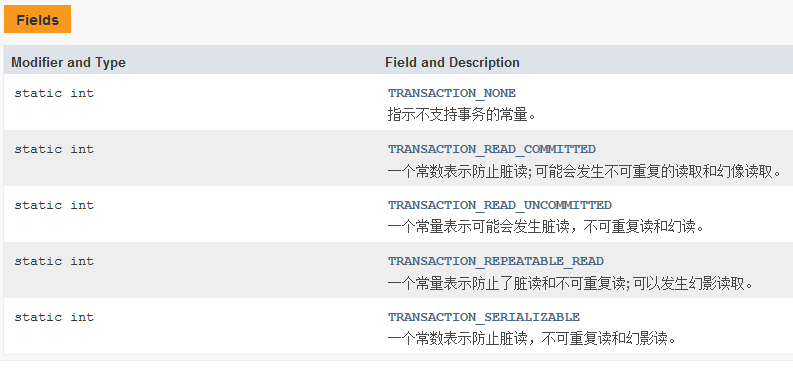 Fields
Modifier and Type Field and Description
static int TRANSACTION_NONE
指示不支持事务的常量。
static int TRANSACTION_READ_COMMITTED
一个常数表示防止脏读;可能会发生不可重复的读取和幻像读取。
static int TRANSACTION_READ_UNCOMMITTED
一个常量表示可能会发生脏读，不可重复读和幻读。
static int TRANSACTION_REPEATABLE_READ
一个常量表示防止了脏读和不可重复读;可以发生幻影读取。
static int TRANSACTION_SERIALIZABLE
一个常数表示防止脏读，不可重复读和幻影读。